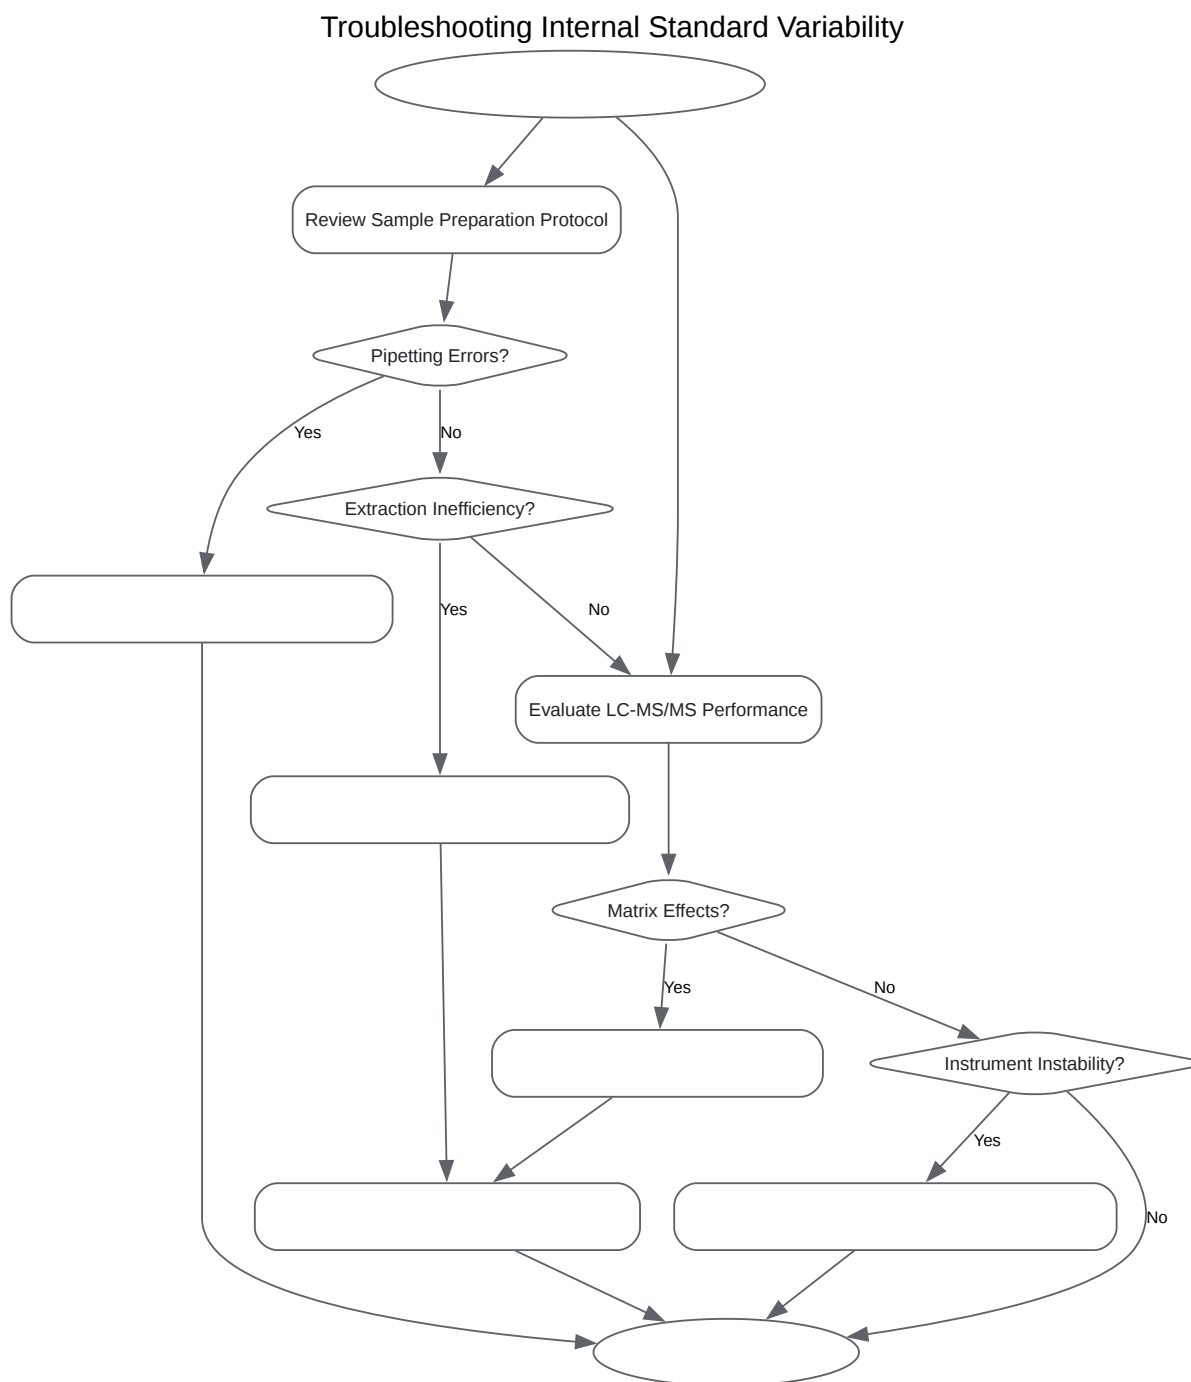 Troubleshooting Internal Standard Variability
Review Sample Preparation Protocol
Pipetting Errors?
Yes
No
Extraction Inefficiency?
Yes
No
Evaluate LC-MS/MS Performance
Matrix Effects?
Yes
No
Instrument Instability?
Yes
No